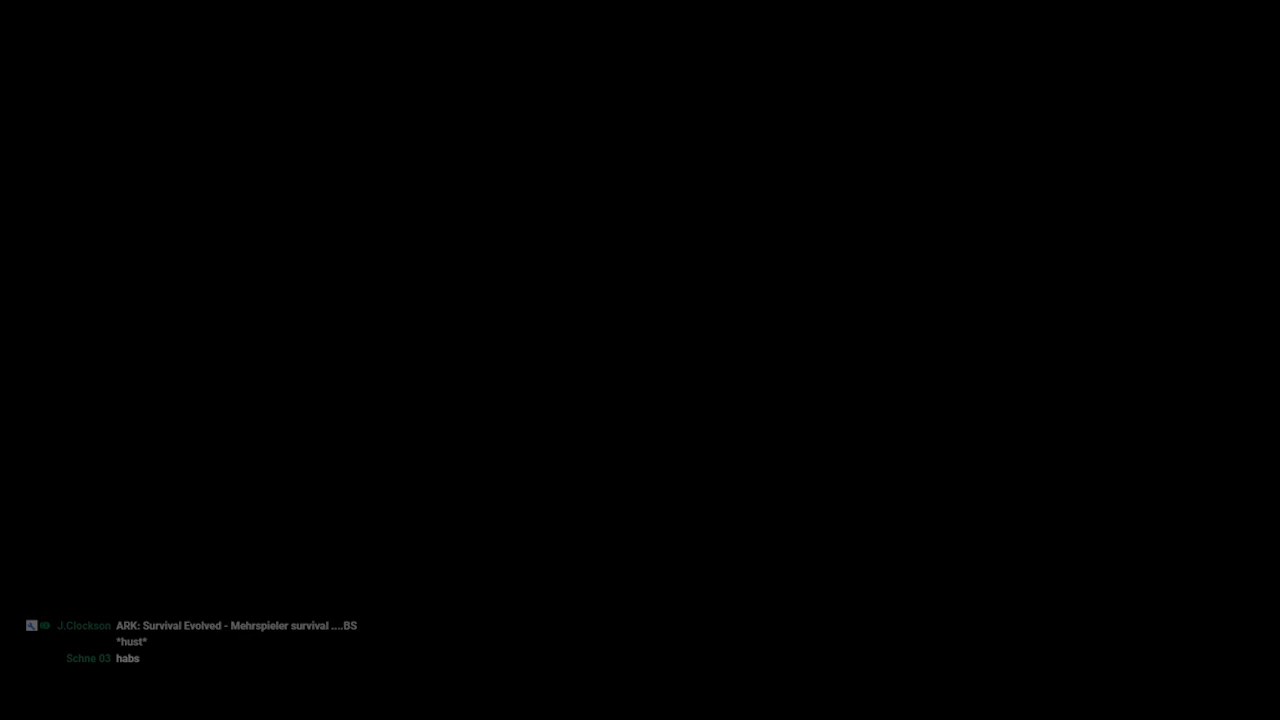 J.Clockson ARK: Survival Evolved - Mehrspieler survival ....BS
*hust*
Schne 03 habs